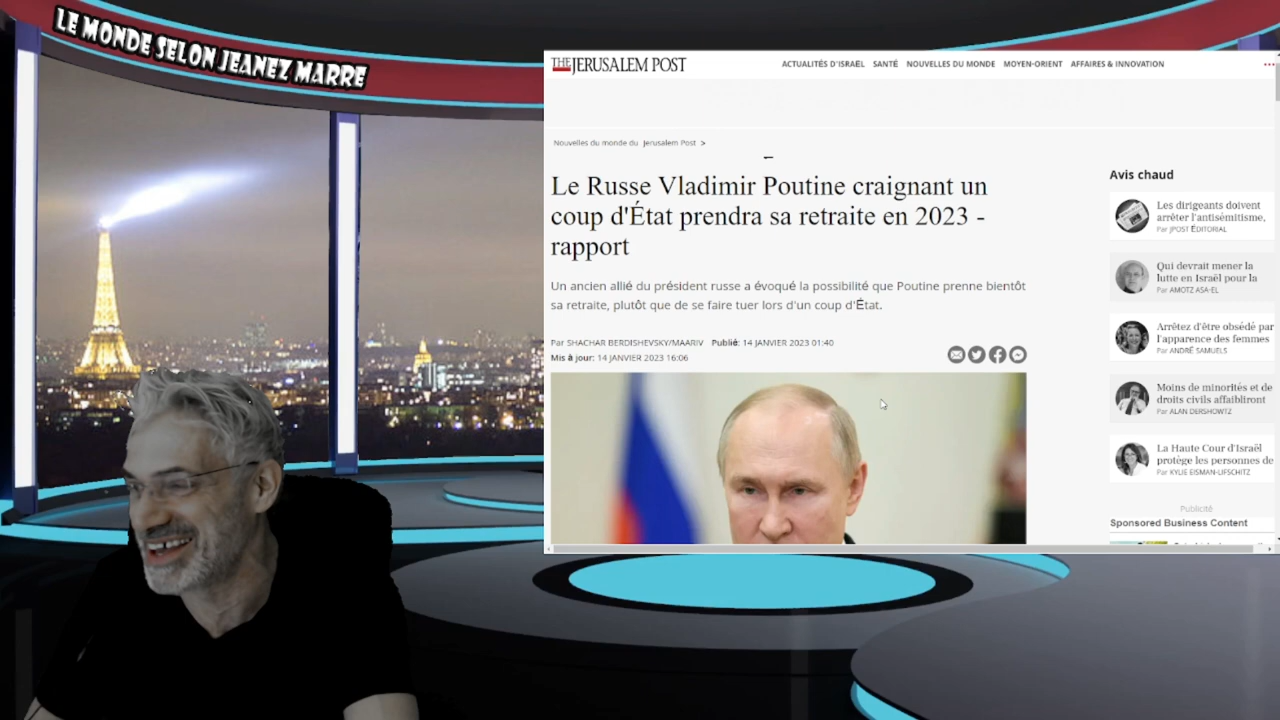 LE MONDE SELON JEANEZ MARRE
THE JERUSALEM POST
ACTUALITÉS D'ISRAËL SANTÉ NOUVELLES DU MONDE MOYEN-ORIENT AFFAIRES & INNOVATION
Nouvelles du monde du Jerusalem Post >
Le Russe Vladimir Poutine craignant un
coup d'État prendra sa retraite en 2023 -
rapport
Un ancien allié du président russe a évoqué la possibilité que Poutine prenne bientôt
sa retraite, plutôt que de se faire tuer lors d'un coup d'État.
Par SHACHAR BERDISHEVSKY/MAARIV Publié: 14 JANVIER 2023 01:40
Mis à jour: 14 JANVIER 2023 16:06
Avis chaud
Les dirigeants doivent
arrêter l'antisémitisme,
Par JPOST ÉDITORIAL
Qui devrait mener la
lutte en Israël pour la
Par AMOTZ ASA-EL
Arrêtez d'être obsédé par
l'apparence des femmes
Par ANDRÉ SAMUELS
Moins de minorités et de
droits civils affaibliront
Par ALAN DERSHOWTZ
La Haute Cour d'Israël
protège les personnes de
Par KYLIE EISMAN-LIFSCHITZ
Publicité
Sponsored Business Content